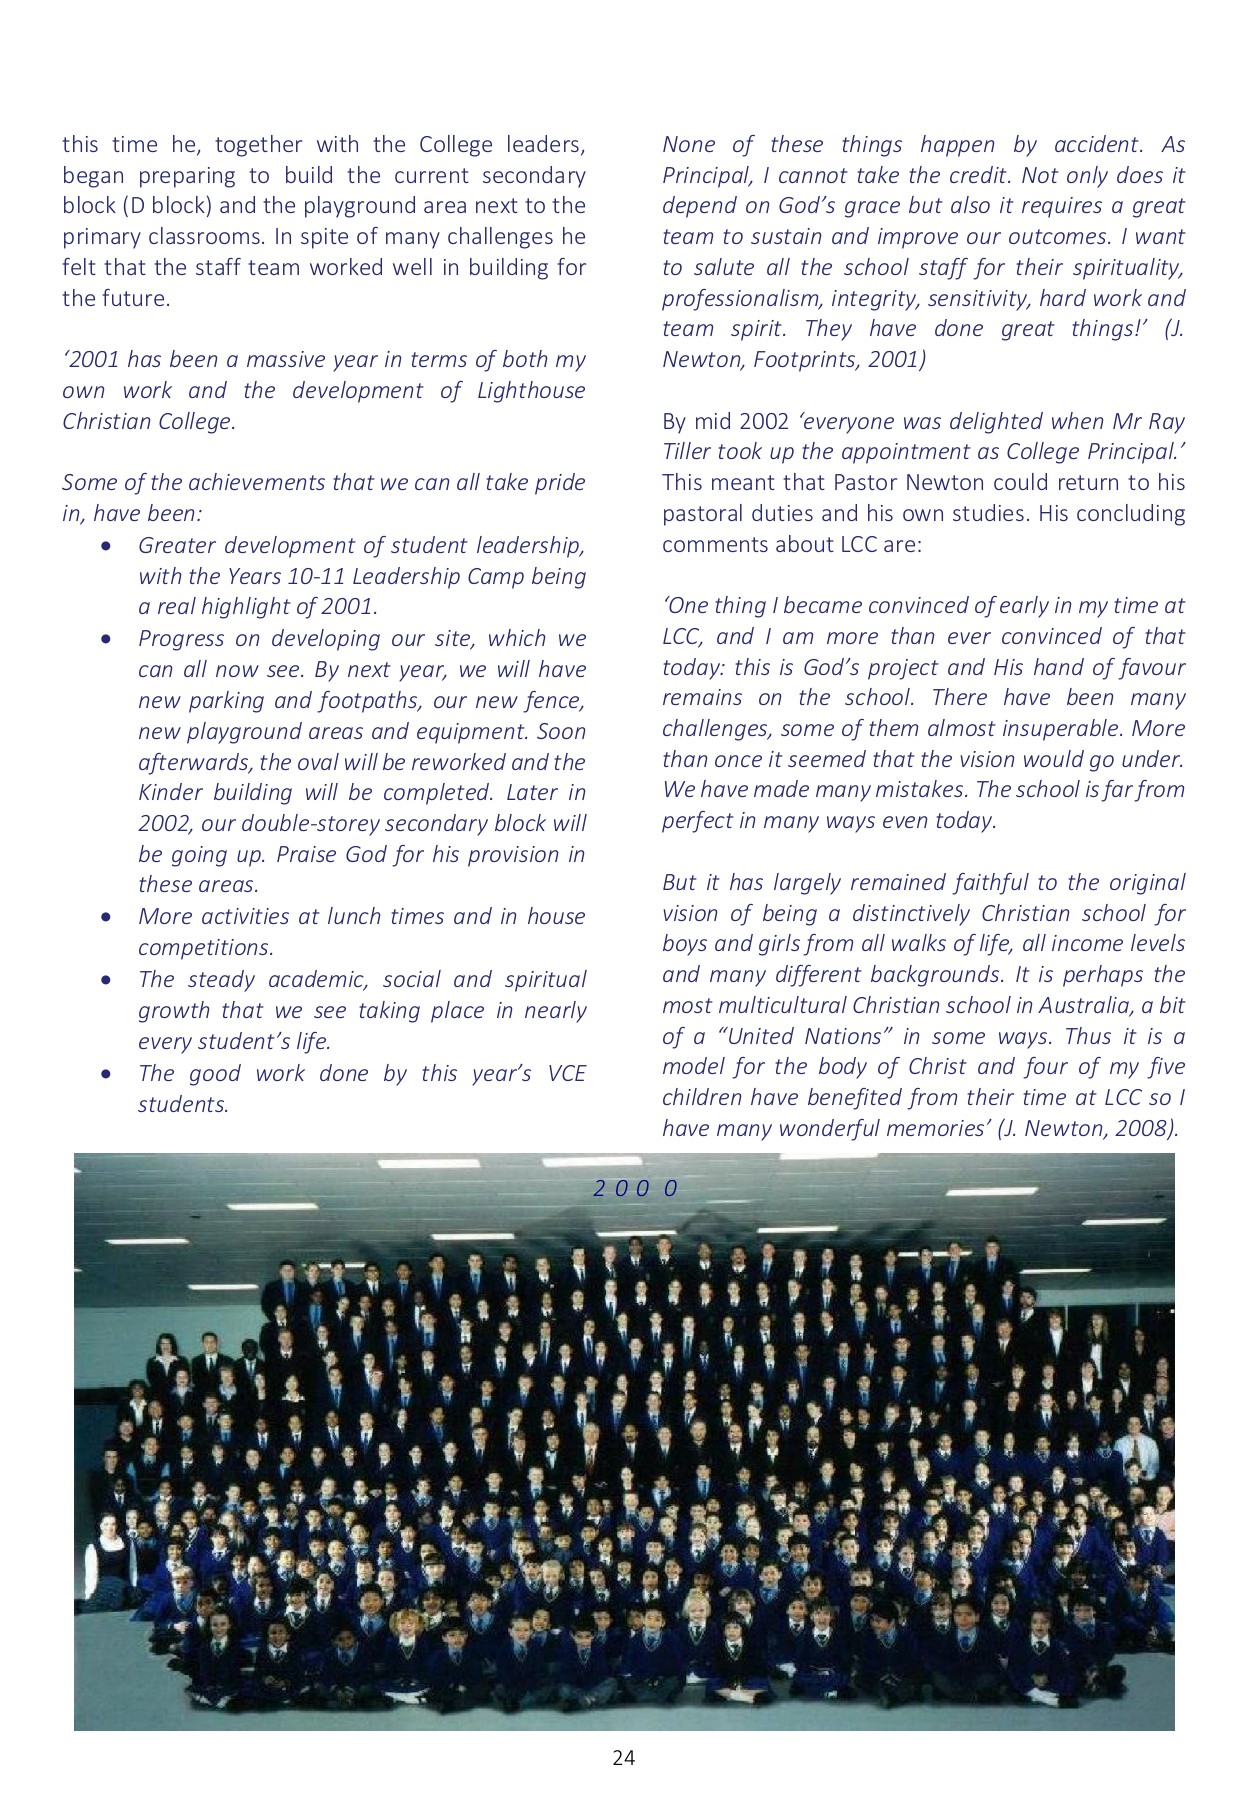 this time he, together with the College leaders,
began preparing to build the current secondary
block (D block) and the playground area next to the
primary classrooms. In spite of many challenges he
felt that the staff team worked well in building for
the future.
‘2001 has been a massive year in terms of both my
own work and the development of Lighthouse
Christian College.
Some of the achievements that we can all take pride
in, have been:
• Greater development of student leadership,
with the Years 10-11 Leadership Camp being
a real highlight of 2001.
• Progress on developing our site, which we
can all now see. By next year, we will have
new parking and footpaths, our new fence,
new playground areas and equipment. Soon
afterwards, the oval will be reworked and the
Kinder building will be completed. Later in
2002, our double-storey secondary block will
be going up. Praise God for his provision in
these areas.
• More activities at lunch times and in house
competitions.
• The steady academic, social and spiritual
growth that we see taking place in nearly
every student’s life.
• The good work done by this year’s VCE
students.
None of these things happen by accident. As
Principal, I cannot take the credit. Not only does it
depend on God’s grace but also it requires a great
team to sustain and improve our outcomes. I want
to salute all the school staff for their spirituality,
professionalism, integrity, sensitivity, hard work and
team spirit. They have done great things!’ (J.
Newton, Footprints, 2001)
By mid 2002 ‘everyone was delighted when Mr Ray
Tiller took up the appointment as College Principal.’
This meant that Pastor Newton could return to his
pastoral duties and his own studies. His concluding
comments about LCC are:
‘One thing I became convinced of early in my time at
LCC, and I am more than ever convinced of that
today: this is God’s project and His hand of favour
remains on the school. There have been many
challenges, some of them almost insuperable. More
than once it seemed that the vision would go under.
We have made many mistakes. The school is far from
perfect in many ways even today.
But it has largely remained faithful to the original
vision of being a distinctively Christian school for
boys and girls from all walks of life, all income levels
and many different backgrounds. It is perhaps the
most multicultural Christian school in Australia, a bit
of a “United Nations” in some ways. Thus it is a
model for the body of Christ and four of my five
children have benefited from their time at LCC so I
have many wonderful memories’ (J. Newton, 2008).
2 0 0 0
24